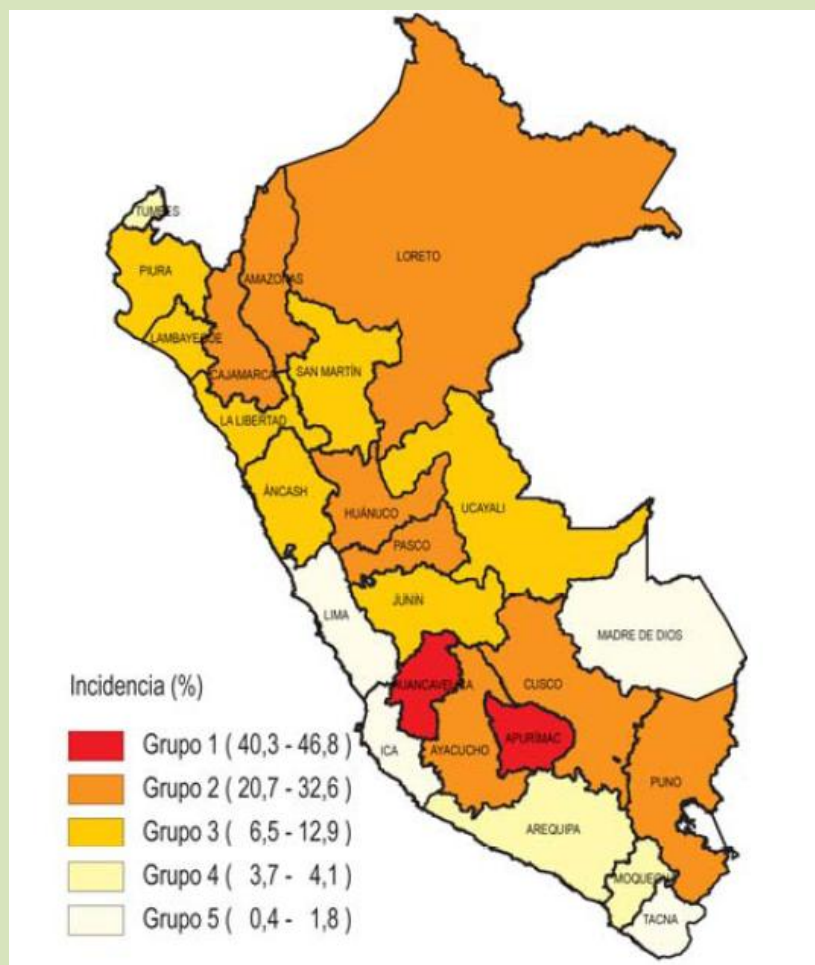 LORETO
TUMBES
PIURA
AMAZONAS
LAMBAYEQUE
CAJAMARCA
SAN MARTÍN
LA LIBERTAD
ÁNCASH
HUÁNUCO
UCAYALI
PASCO
JUNÍN
LIMA
MADRE DE DIOS
HUANCAVELICA
CUSCO
ICA
AYACUCHO
APURÍMAC
PUNO
AREQUIPA
MOQUEGUA
TACNA
Incidencia (%)
Grupo 1 ( 40,3 - 46,8 )
Grupo 2 ( 20,7 - 32,6 )
Grupo 3 ( 6,5 - 12,9 )
Grupo 4 ( 3,7 - 4,1 )
Grupo 5 ( 0,4 - 1,8 )